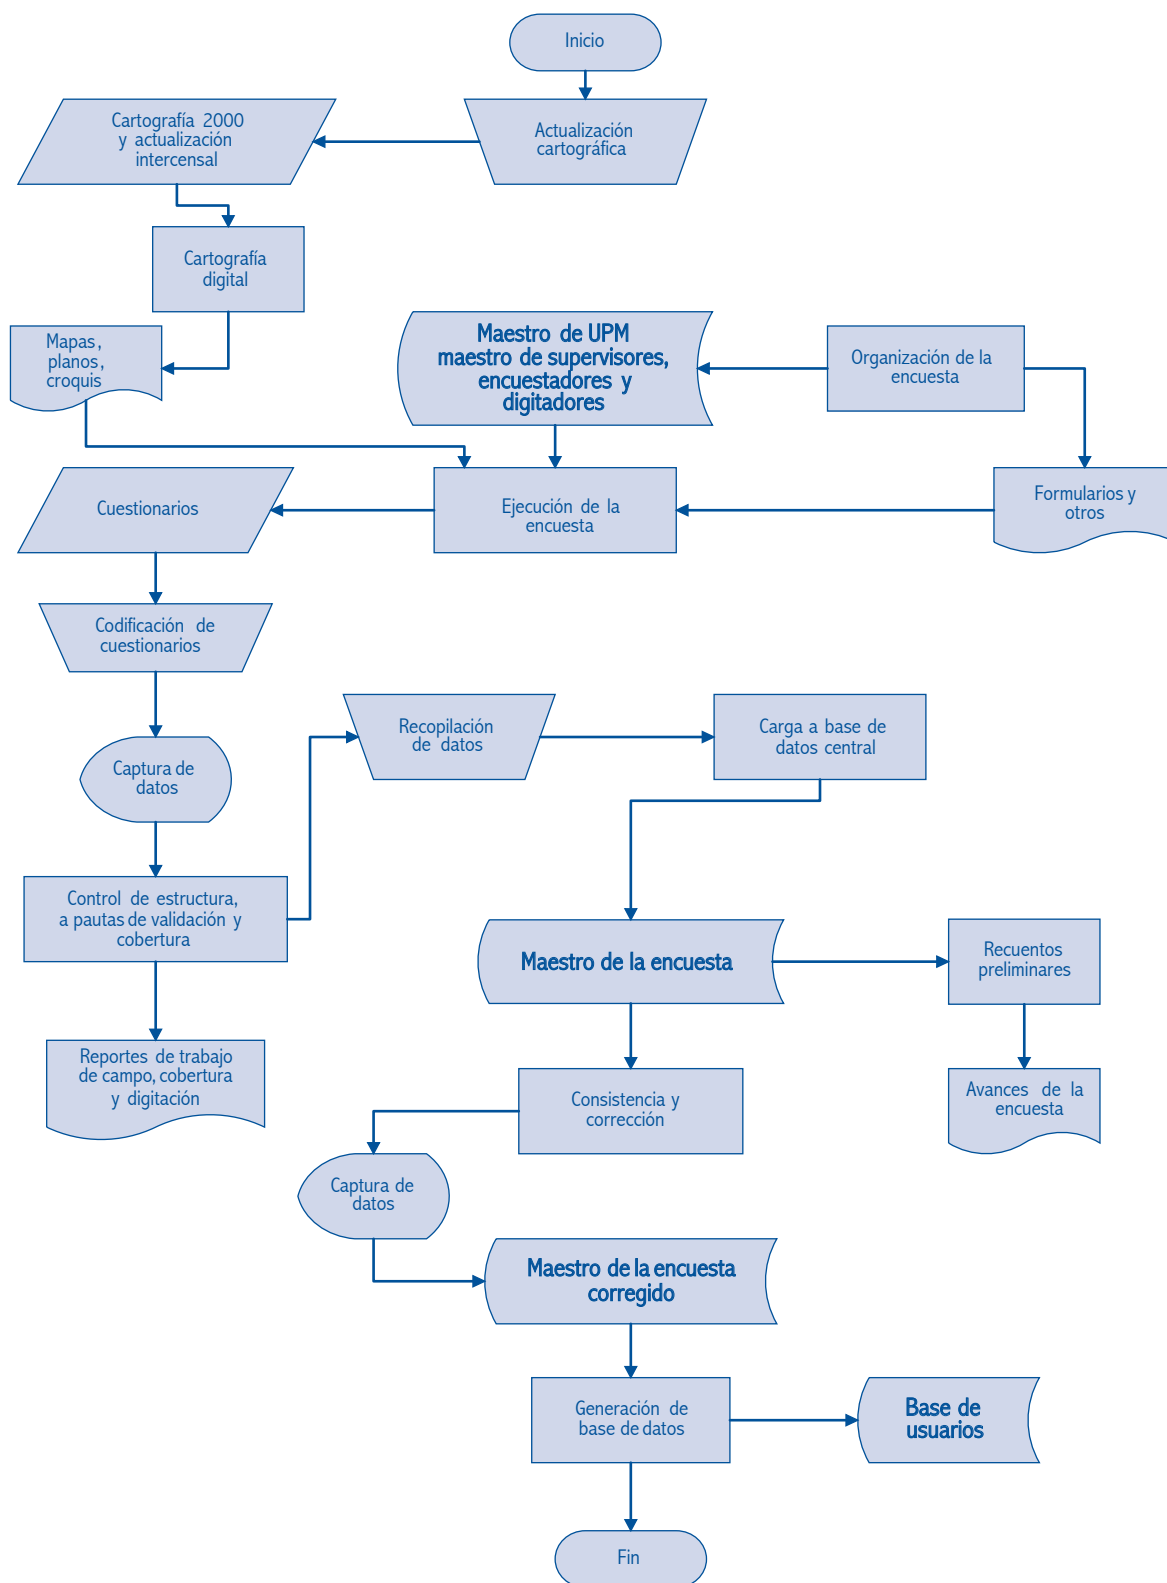 Inicio
Actualización
cartográfica
Cartografía 2000
y actualización
intercensal
Cartografía
digital
Mapas,
planos,
croquis
Maestro de UPM
maestro de supervisores,
encuestadores y
digitadores
Organización de la
encuesta
Cuestionarios
Ejecución de la
encuesta
Formularios y
otros
Codificación de
cuestionarios
Captura de
datos
Recopilación
de datos
Carga a base de
datos central
Control de estructura,
a pautas de validación y
cobertura
Maestro de la encuesta
Recuentos
preliminares
Reportes de trabajo
de campo, cobertura
y digitación
Consistencia y
corrección
Avances de la
encuesta
Captura de
datos
Maestro de la encuesta
corregido
Generación de
base de datos
Base de
usuarios
Fin